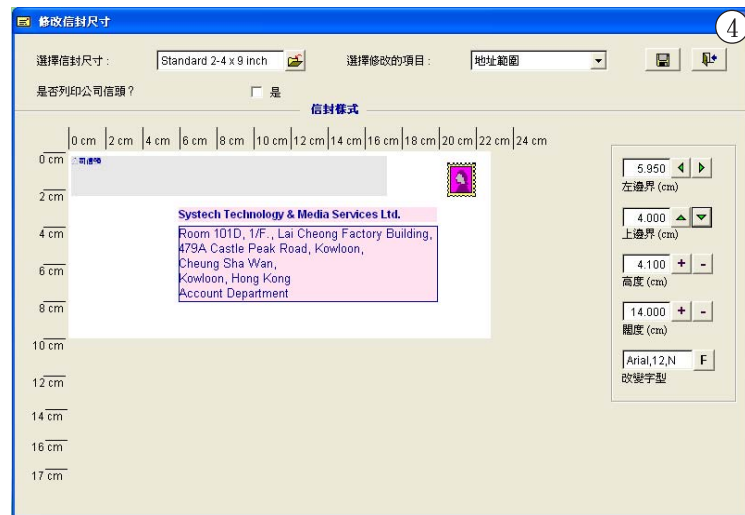 修改信封尺寸
4
選擇信封尺寸：
Standard 2-4 x 9 inch
選擇修改的項目：
地址範圍
是否列印公司信頭？
是
信封樣式
0 cm 2 cm 4 cm 6 cm 8 cm 10 cm 12 cm 14 cm 16 cm 18 cm 20 cm 22 cm 24 cm
0 cm
公司信頭
2 cm
4 cm
6 cm
8 cm
10 cm
12 cm
14 cm
16 cm
17 cm
Systech Technology & Media Services Ltd.
Room 101D, 1/F., Lai Cheong Factory Building,
479A Castle Peak Road, Kowloon,
Cheung Sha Wan,
Kowloon, Hong Kong
Account Department
5.950
左邊界 (cm)
4.000
上邊界 (cm)
4.100 + -
高度 (cm)
14.000 + -
闊度 (cm)
Arial,12,N F
改變字型